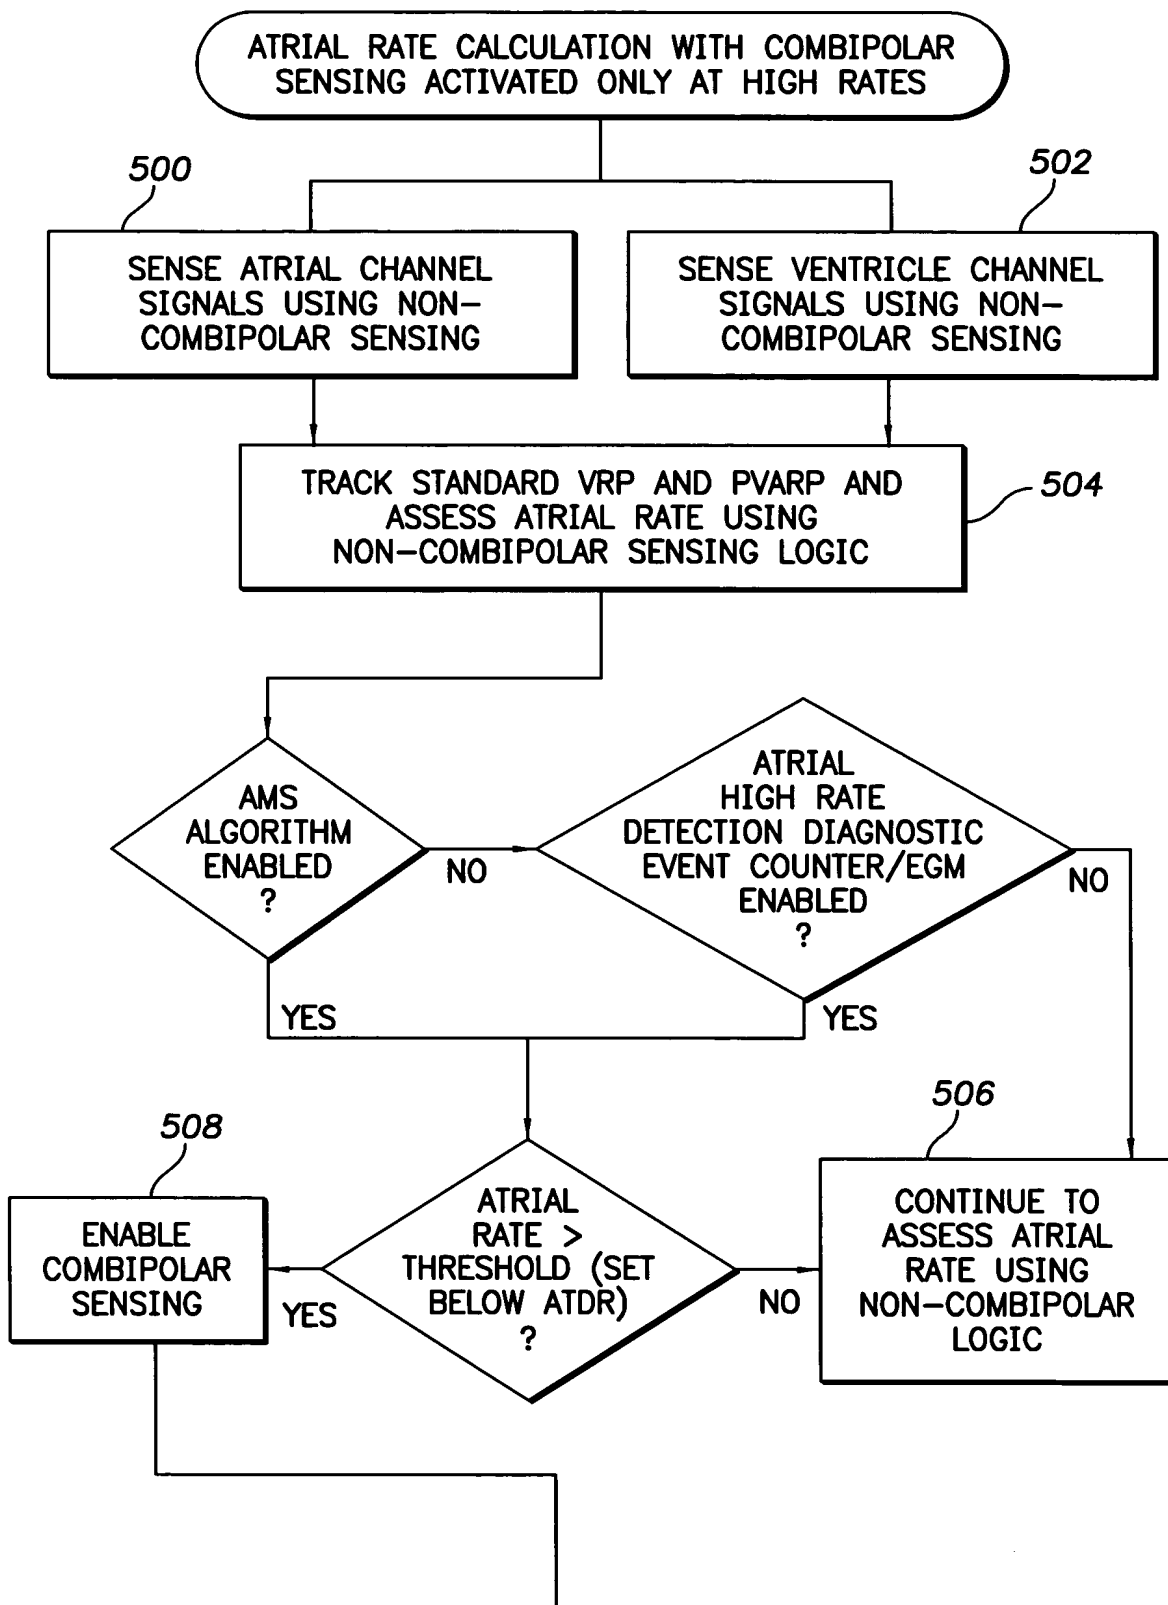 ATRIAL RATE CALCULATION WITH COMBIPOLAR
SENSING ACTIVATED ONLY AT HIGH RATES
500
502
SENSE ATRIAL CHANNEL
SIGNALS USING NON-
COMBIPOLAR SENSING
SENSE VENTRICLE CHANNEL
SIGNALS USING NON-
COMBIPOLAR SENSING
TRACK STANDARD VRP AND PVARP AND
ASSESS ATRIAL RATE USING
NON-COMBIPOLAR SENSING LOGIC
504
AMS
ALGORITHM
ENABLED
?
NO
YES
ATRIAL
HIGH RATE
DETECTION DIAGNOSTIC
EVENT COUNTER/EGM
ENABLED
?
NO
YES
508
506
ENABLE
COMBIPOLAR
SENSING
YES
ATRIAL
RATE >
THRESHOLD (SET
BELOW ATDR)
?
NO
CONTINUE TO
ASSESS ATRIAL
RATE USING
NON-COMBIPOLAR
LOGIC